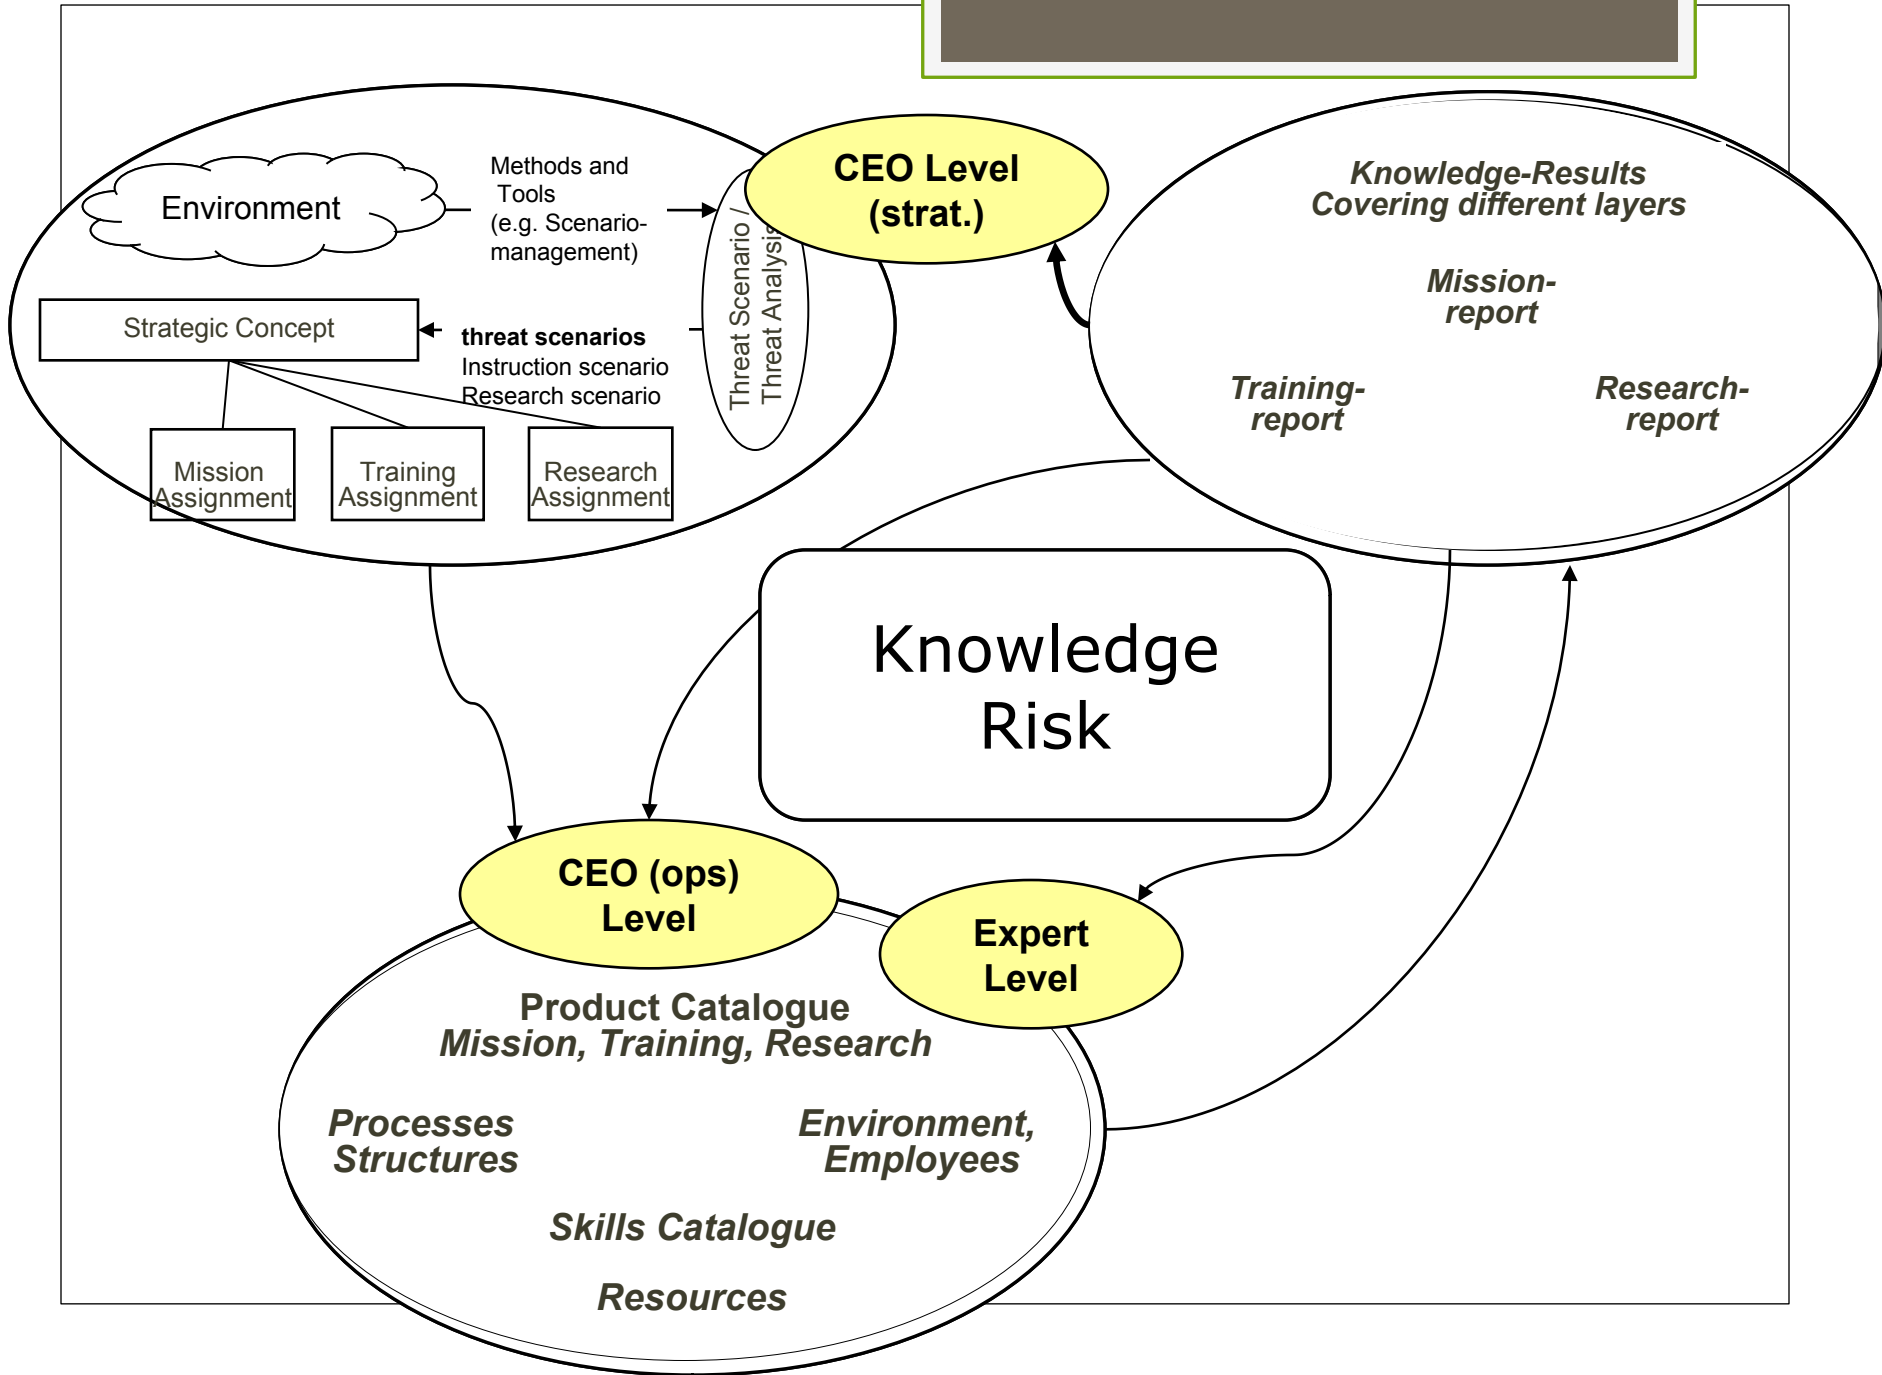 Environment
Methods and
Tools
(e.g. Scenario-
management)
Threat Scenario /
Threat Analysis
CEO Level
(strat.)
Strategic Concept
threat scenarios
Instruction scenario
Research scenario
Mission
Assignment
Training
Assignment
Research
Assignment
Knowledge-Results
Covering different layers
Mission-
report
Training-
report
Research-
report
Knowledge
Risk
CEO (ops)
Level
Expert
Level
Product Catalogue
Mission, Training, Research
Processes
Structures
Environment,
Employees
Skills Catalogue
Resources